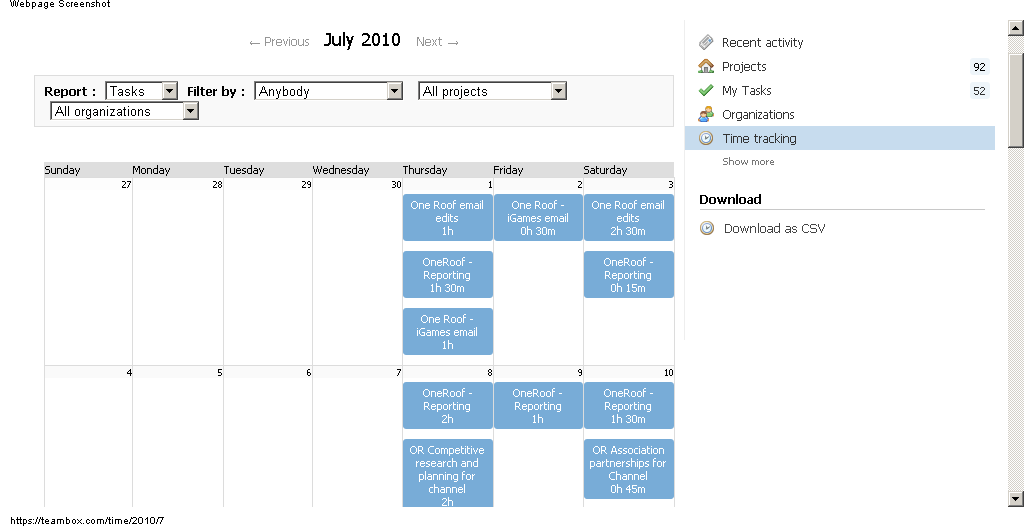 Webpage Screenshot
← Previous July 2010 Next →
Report : Tasks Filter by : Anybody All projects
All organizations
Sunday Monday Tuesday Wednesday Thursday Friday Saturday
27 28 29 30 1 2 3
One Roof email
edits
1h
One Roof -
iGames email
0h 30m
One Roof email
edits
2h 30m
OneRoof -
Reporting
1h 30m
OneRoof -
Reporting
0h 15m
One Roof -
iGames email
1h
4 5 6 7 8 9 10
OneRoof -
Reporting
2h
OneRoof -
Reporting
1h
OneRoof -
Reporting
1h 30m
OR Competitive
research and
planning for
channel
2h
OR Association
partnerships for
Channel
0h 45m
Recent activity
Projects 92
My Tasks 52
Organizations
Time tracking
Show more
Download
Download as CSV
https://teambox.com/time/2010/7